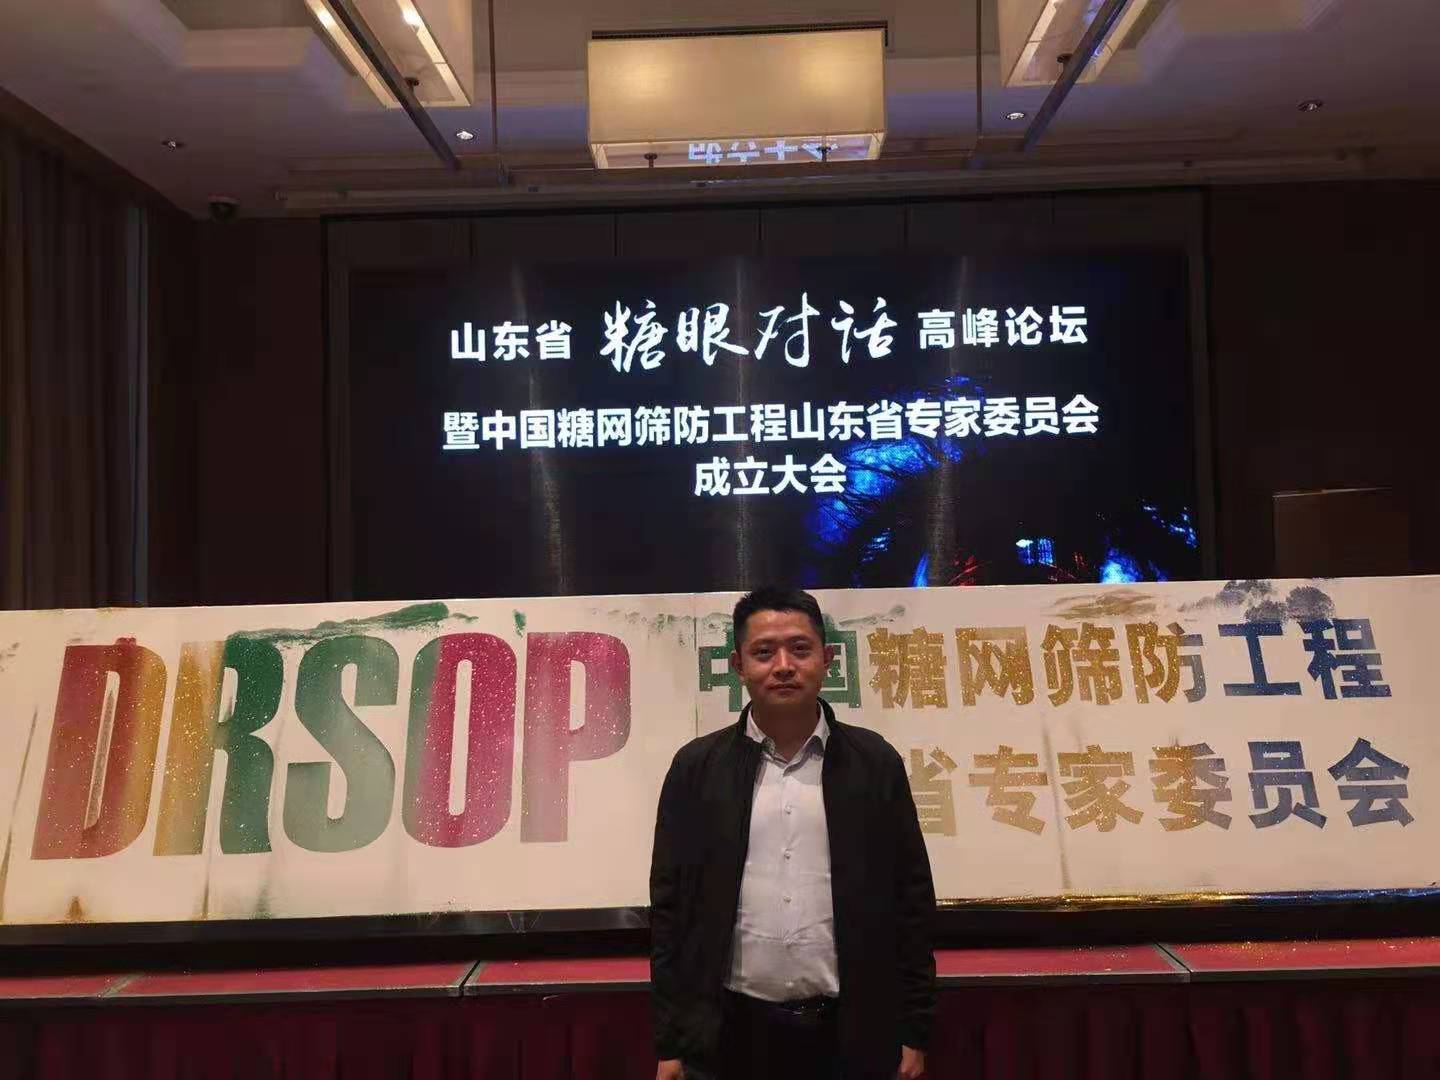 山东省 糖眼对话 高峰论坛
暨中国糖网筛防工程山东省专家委员会
成立大会
DRSOP 中国糖网筛防工程
省专家委员会